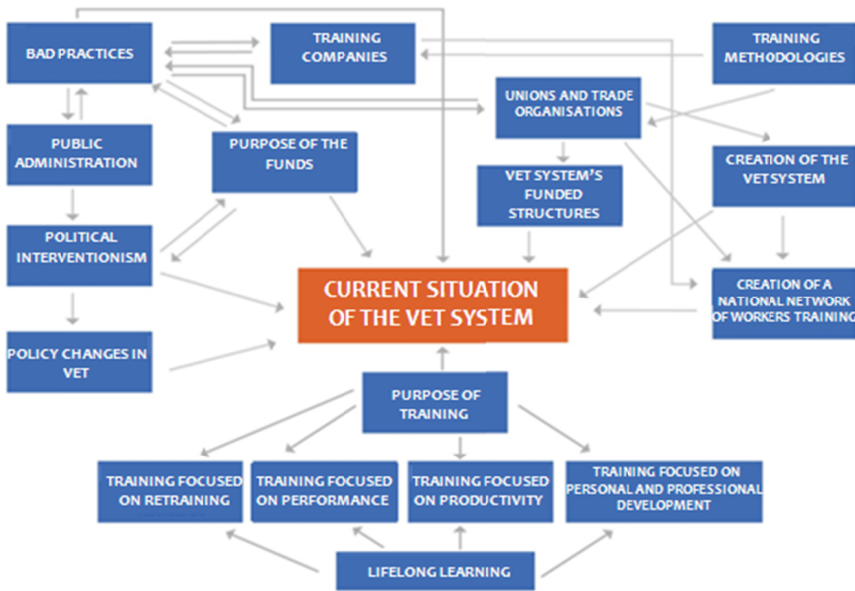 BAD PRACTICES
TRAINING
COMPANIES
TRAINING
METHODOLOGIES
UNIONS AND TRADE
ORGANISATIONS
PUBLIC
ADMINISTRATION
PURPOSE OF THE
FUNDS
CREATION OF THE
VET SYSTEM
VET SYSTEM'S
FUNDED
STRUCTURES
POLITICAL
INTERVENTIONISM
CURRENT SITUATION
OF THE VET SYSTEM
CREATION OF A
NATIONAL NETWORK
OF WORKERS TRAINING
POLICY CHANGES IN
VET
PURPOSE OF
TRAINING
TRAINING FOCUSED
ON RETRAINING
TRAINING FOCUSED
ON PERFORMANCE
TRAINING FOCUSED
ON PRODUCTIVITY
TRAINING FOCUSED ON
PERSONAL AND PROFESSIONAL
DEVELOPMENT
LIFELONG LEARNING